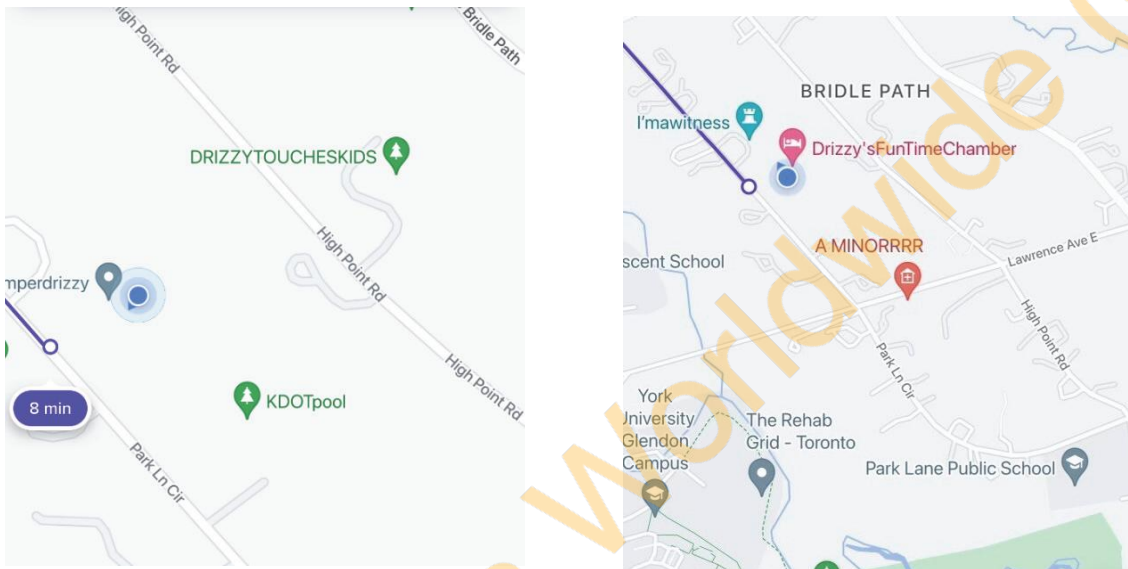 High Point Rd
Bridle Path
DRIZZYTOUCHESKIDS
High Point Rd
mperdrizzy
8 min
KDOTpool
High Point Rd
Park Ln Cir
BRIDLE PATH
I'mawitness
Drizzy'sFunTimeChamber
A MINORRRR
scent School
Lawrence Ave E
High Point Rd
Park Ln Cir
York
University
Glendon
Campus
The Rehab
Grid - Toronto
Park Lane Public School
Worldwide